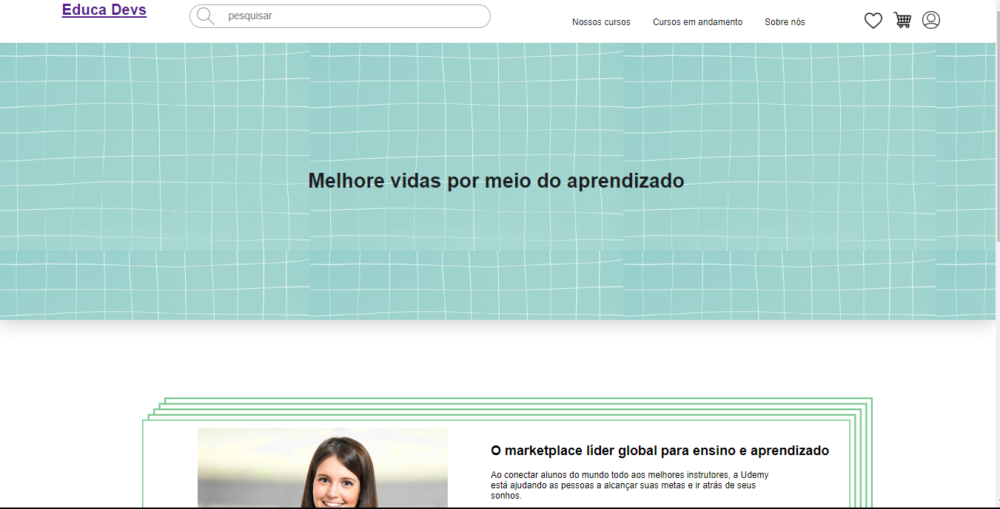 Educa Devs
pesquisar
Nossos cursos
Cursos em andamento
Sobre nós
Melhore vidas por meio do aprendizado
O marketplace líder global para ensino e aprendizado
Ao conectar alunos do mundo todo aos melhores instrutores, a Udemy
está ajudando as pessoas a alcançar suas metas e ir atrás de seus
sonhos.